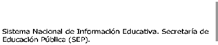 Sistema Nacional de Información Educativa. Secretaría de
Educación Pública (SEP).